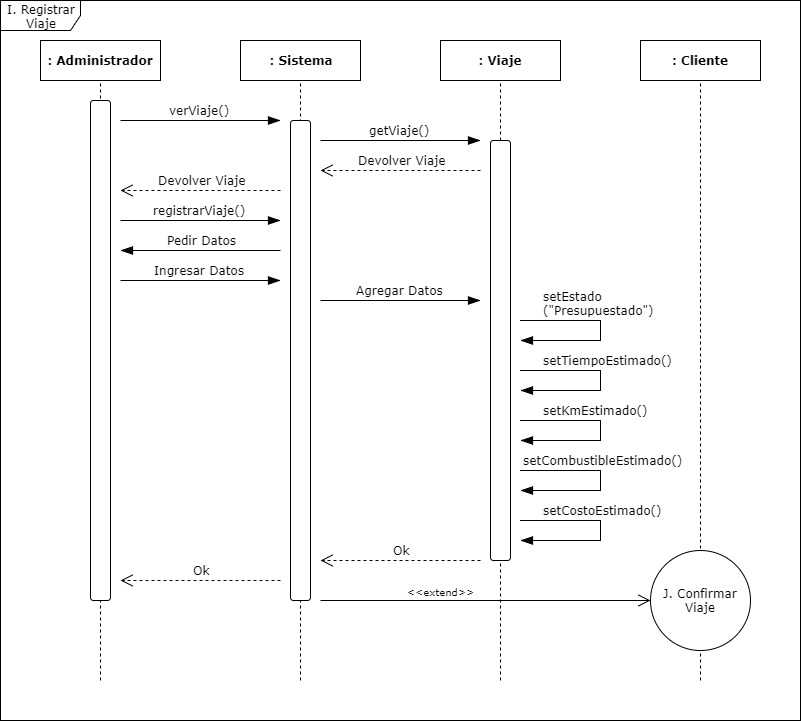 I. Registrar
Viaje
: Administrador
: Sistema
: Viaje
: Cliente
verViaje()
getViaje()
Devolver Viaje
Devolver Viaje
registrarViaje()
Pedir Datos
Ingresar Datos
Agregar Datos
setEstado
("Presupuestado")
setTiempoEstimado()
setKmEstimado()
setCombustibleEstimado()
setCostoEstimado()
Ok
Ok
<<extend>>
J. Confirmar
Viaje